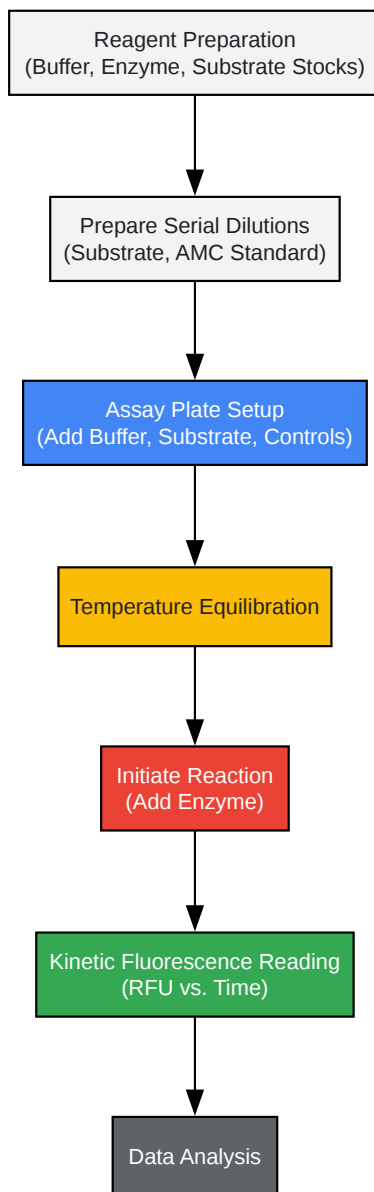 Reagent Preparation
(Buffer, Enzyme, Substrate Stocks)
Prepare Serial Dilutions
(Substrate, AMC Standard)
Assay Plate Setup
(Add Buffer, Substrate, Controls)
Temperature Equilibration
Initiate Reaction
(Add Enzyme)
Kinetic Fluorescence Reading
(RFU vs. Time)
Data Analysis